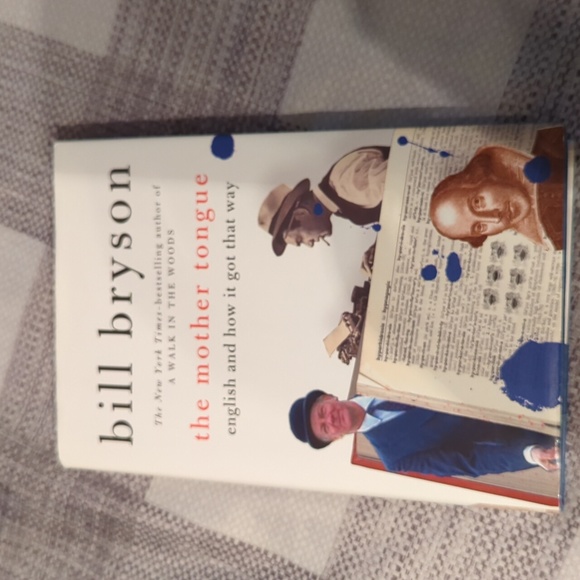 bill bryson
The New York Times-bestselling author of
A WALK IN THE WOODS
the mother tongue
english and how it got that way